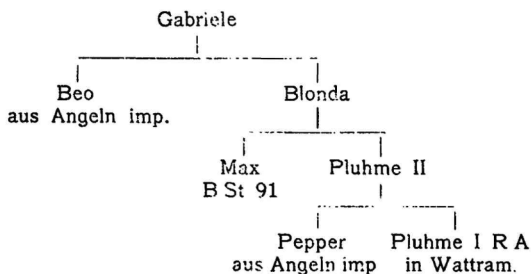 Gabriele
Beo Blonda
aus Angeln imp.
Max Pluhme II
B St 91
Pepper Pluhme I R A
aus Angeln imp in Wattram.